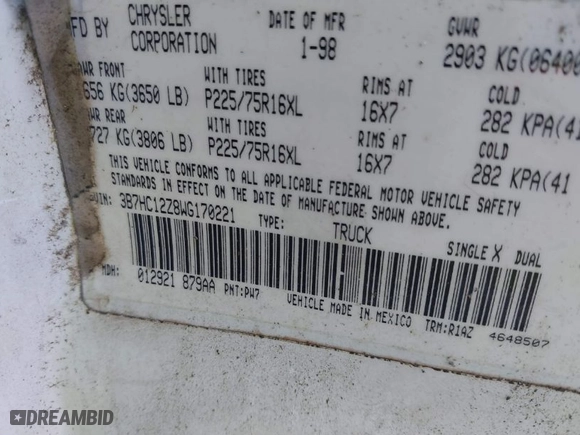 MFD BY CHRYSLER CORPORATION DATE OF MFR 1-98 GVWR 2903 KG(06400
FRONT WITH TIRES RIMS AT COLD
656 KG(3650 LB) P225/75R16XL 16X7 282 KPA(41
REAR WITH TIRES RIMS AT COLD
727 KG(3806 LB) P225/75R16XL 16X7 282 KPA(41
THIS VEHICLE CONFORMS TO ALL APPLICABLE FEDERAL MOTOR VEHICLE SAFETY
STANDARDS IN EFFECT ON THE DATE OF MANUFACTURE SHOWN ABOVE.
VIN: 3B7HC12Z8WG170221 TYPE: TRUCK SINGLE X DUAL
MDH: 012921 879AA PNT:PW7 VEHICLE MADE IN MEXICO TRM:R1AZ 4648507
DREAMBID